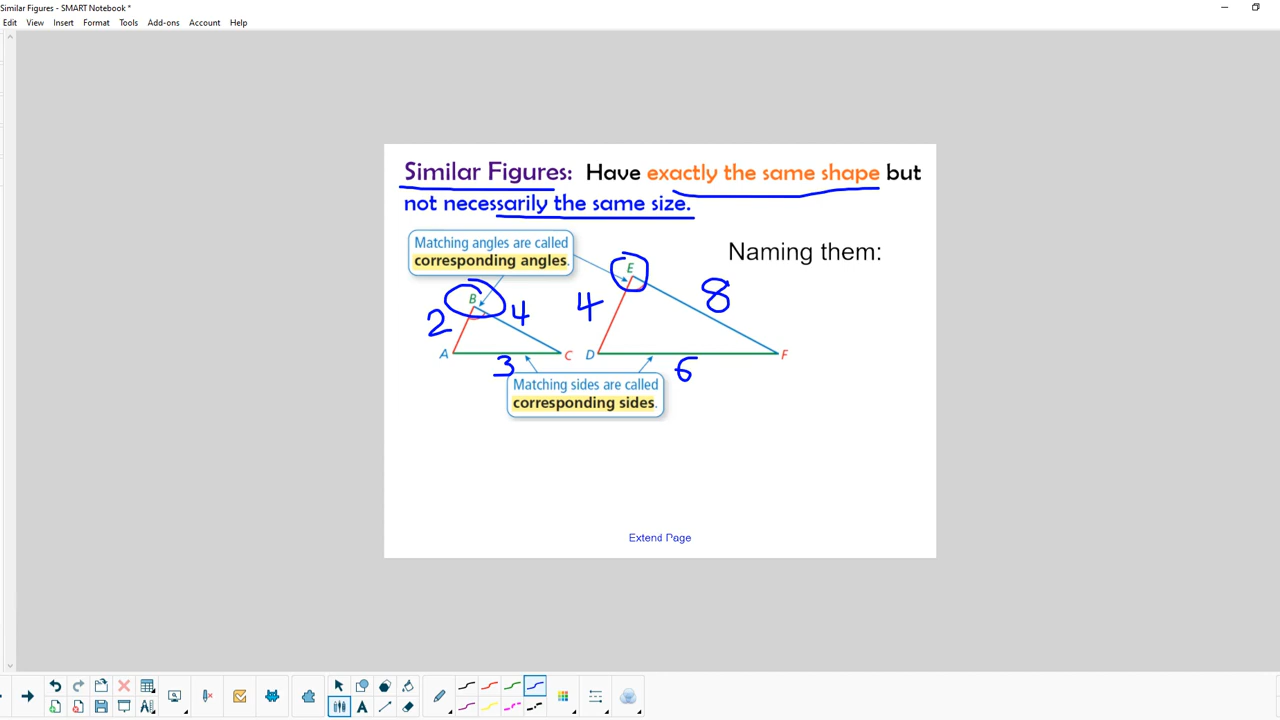 Similar Figures - SMART Notebook *
Edit View Insert Format Tools Add-ons Account Help
Similar Figures: Have exactly the same shape but
not necessarily the same size.
Matching angles are called
corresponding angles.
Naming them:
B
E
2
4
4
8
A
C
D
F
3
6
Matching sides are called
corresponding sides.
Extend Page